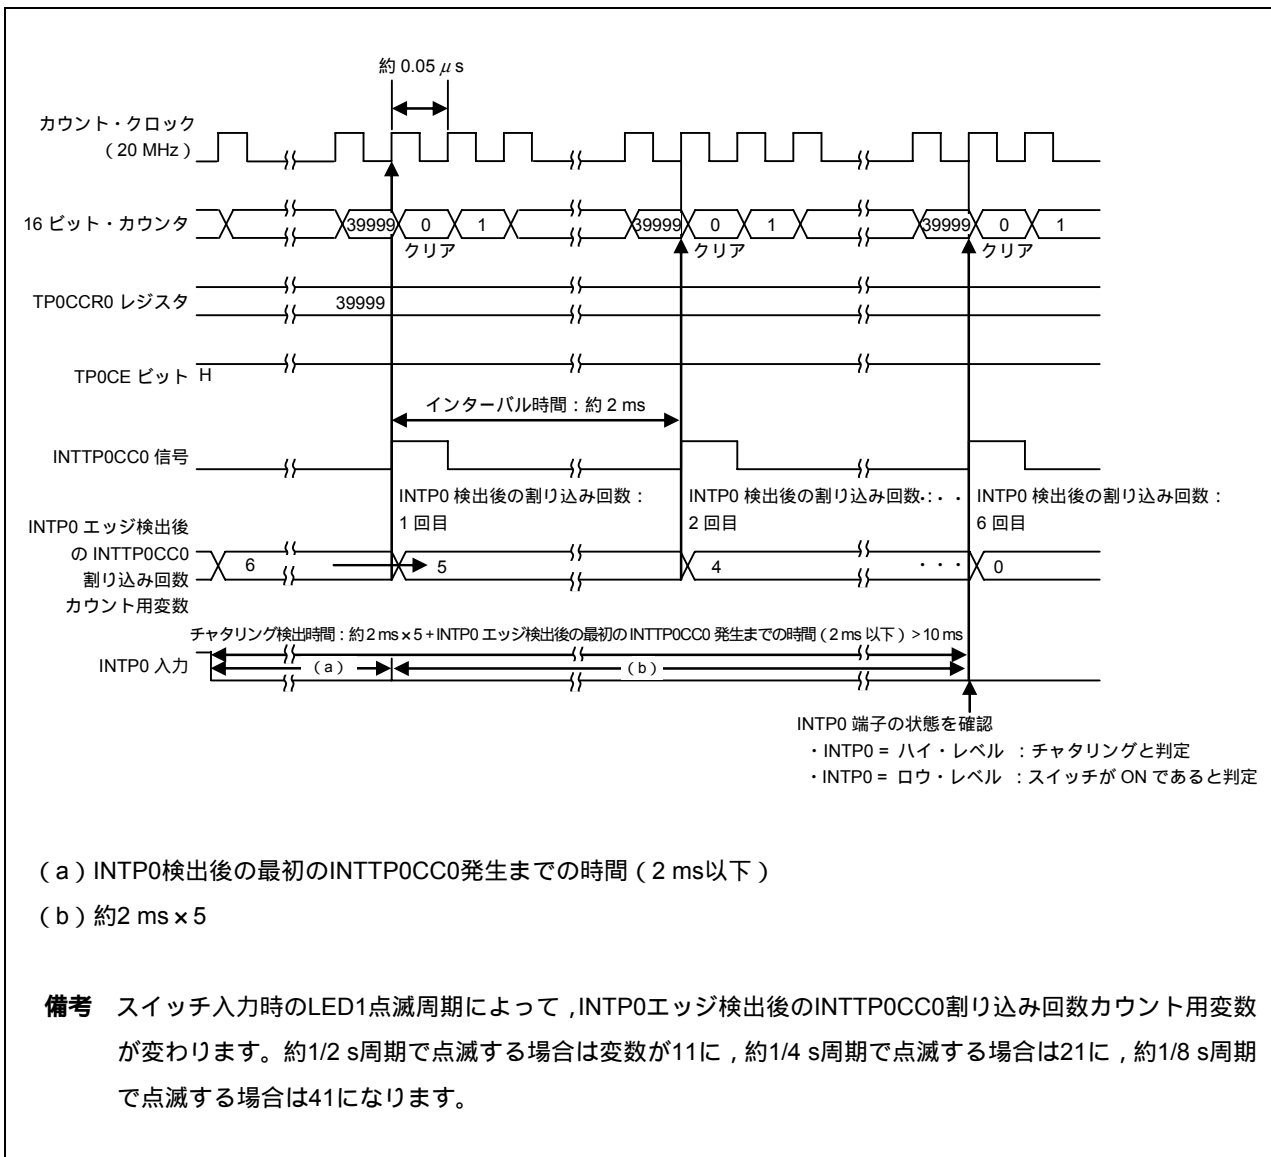 約 0.05 μ s
カウント・クロック
（ 20 MHz ）
16 ビット・カウンタ
39999 0 1 39999 0 1 39999 0 1
クリア クリア クリア
TP0CCR0 レジスタ 39999
TP0CE ビット H
インターバル時間：約 2 ms
INTTP0CC0 信号
INTP0 検出後の割り込み回数： INTP0 検出後の割り込み回数：・・・ INTP0 検出後の割り込み回数：
1 回目 2 回目 6 回目
INTP0 エッジ検出後
の INTTP0CC0
割り込み回数
カウント用変数
6 5 4 ・・・ 0
チャタリング検出時間：約 2 ms × 5 + INTP0 エッジ検出後の最初の INTTP0CC0 発生までの時間（ 2 ms 以下 ）> 10 ms
INTP0 入力 （ a ） （ b ）
INTP0 端子の状態を確認
・INTP0 = ハイ・レベル ：チャタリングと判定
・INTP0 = ロウ・レベル ：スイッチが ON であると判定
（ a ）INTP0検出後の最初のINTTP0CC0発生までの時間（ 2 ms以下 ）
（ b ）約2 ms × 5
備考 スイッチ入力時のLED1点滅周期によって，INTP0エッジ検出後のINTTP0CC0割り込み回数カウント用変数
が変わります。約1/2 s周期で点滅する場合は変数が11に，約1/4 s周期で点滅する場合は21に，約1/8 s周期
で点滅する場合は41になります。